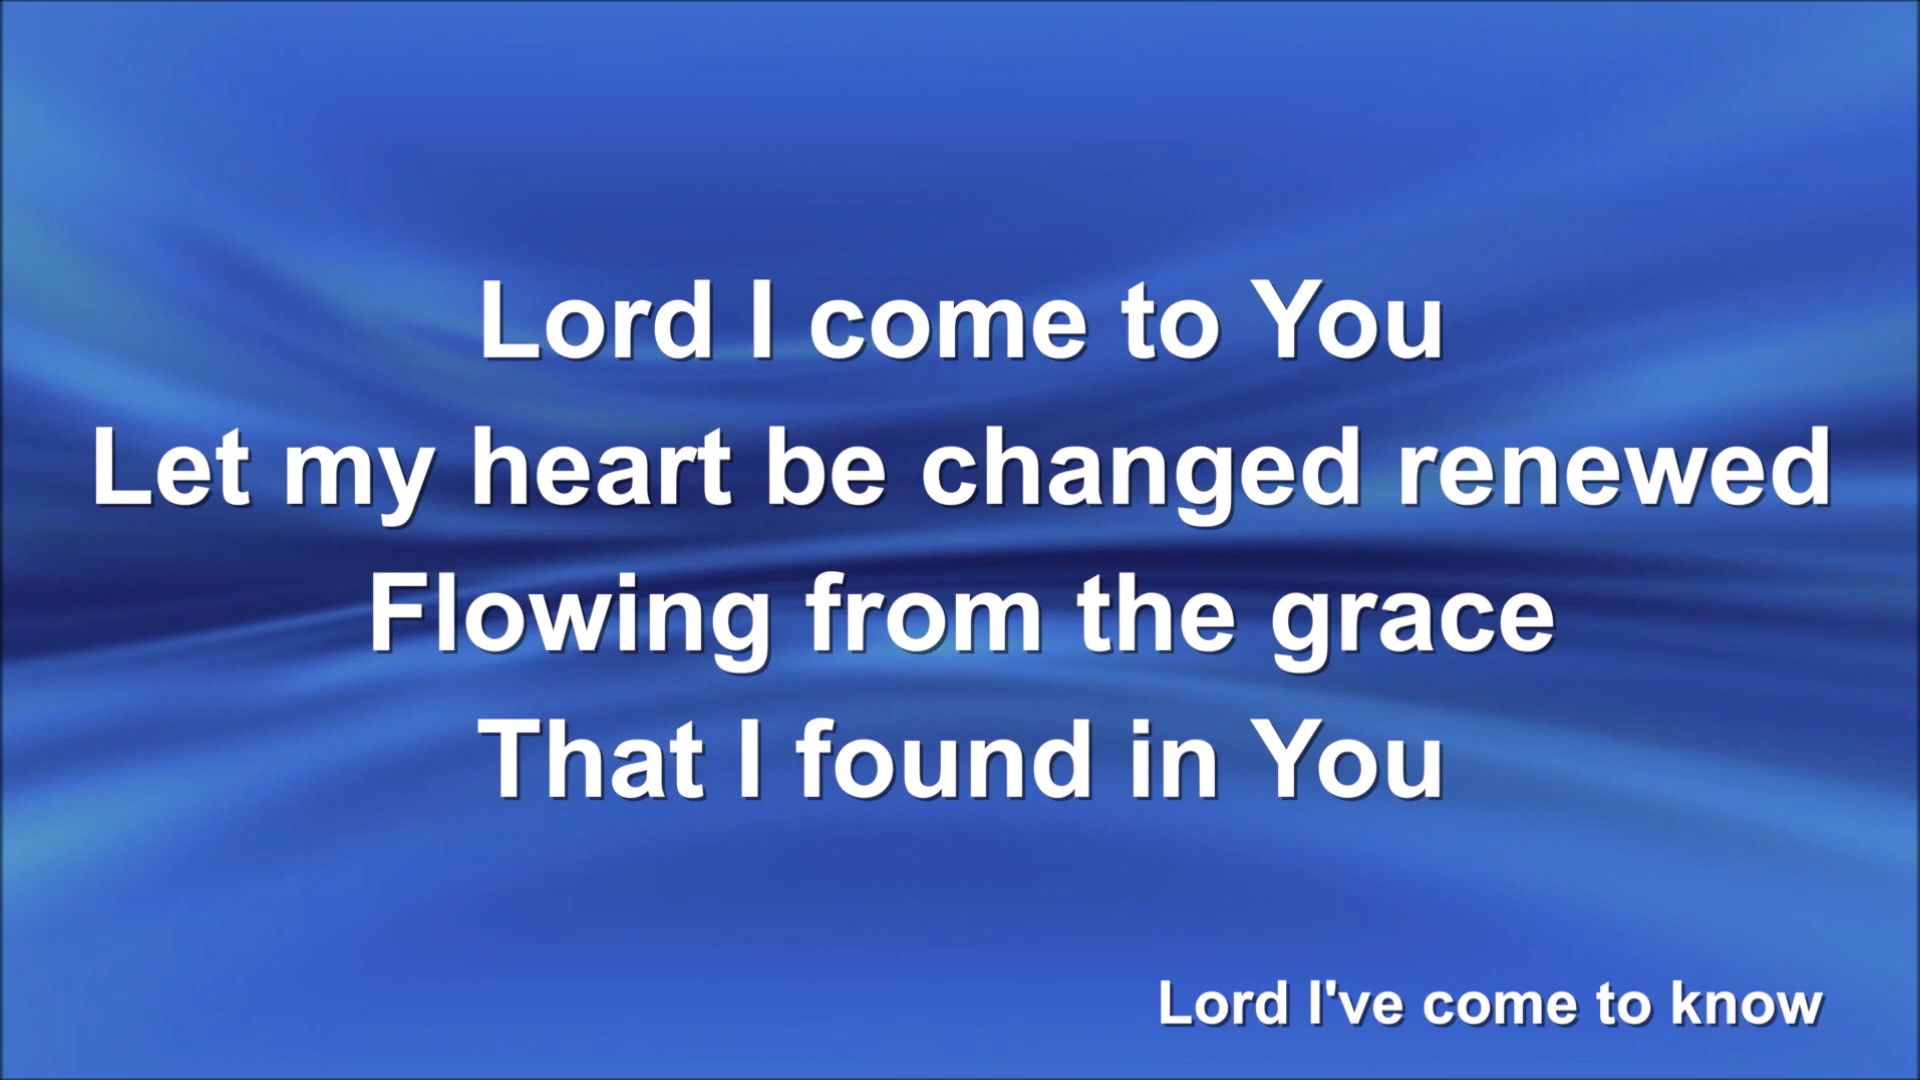 Lord I come to You
Let my heart be changed renewed
Flowing from the grace
That I found in You
Lord I've come to know